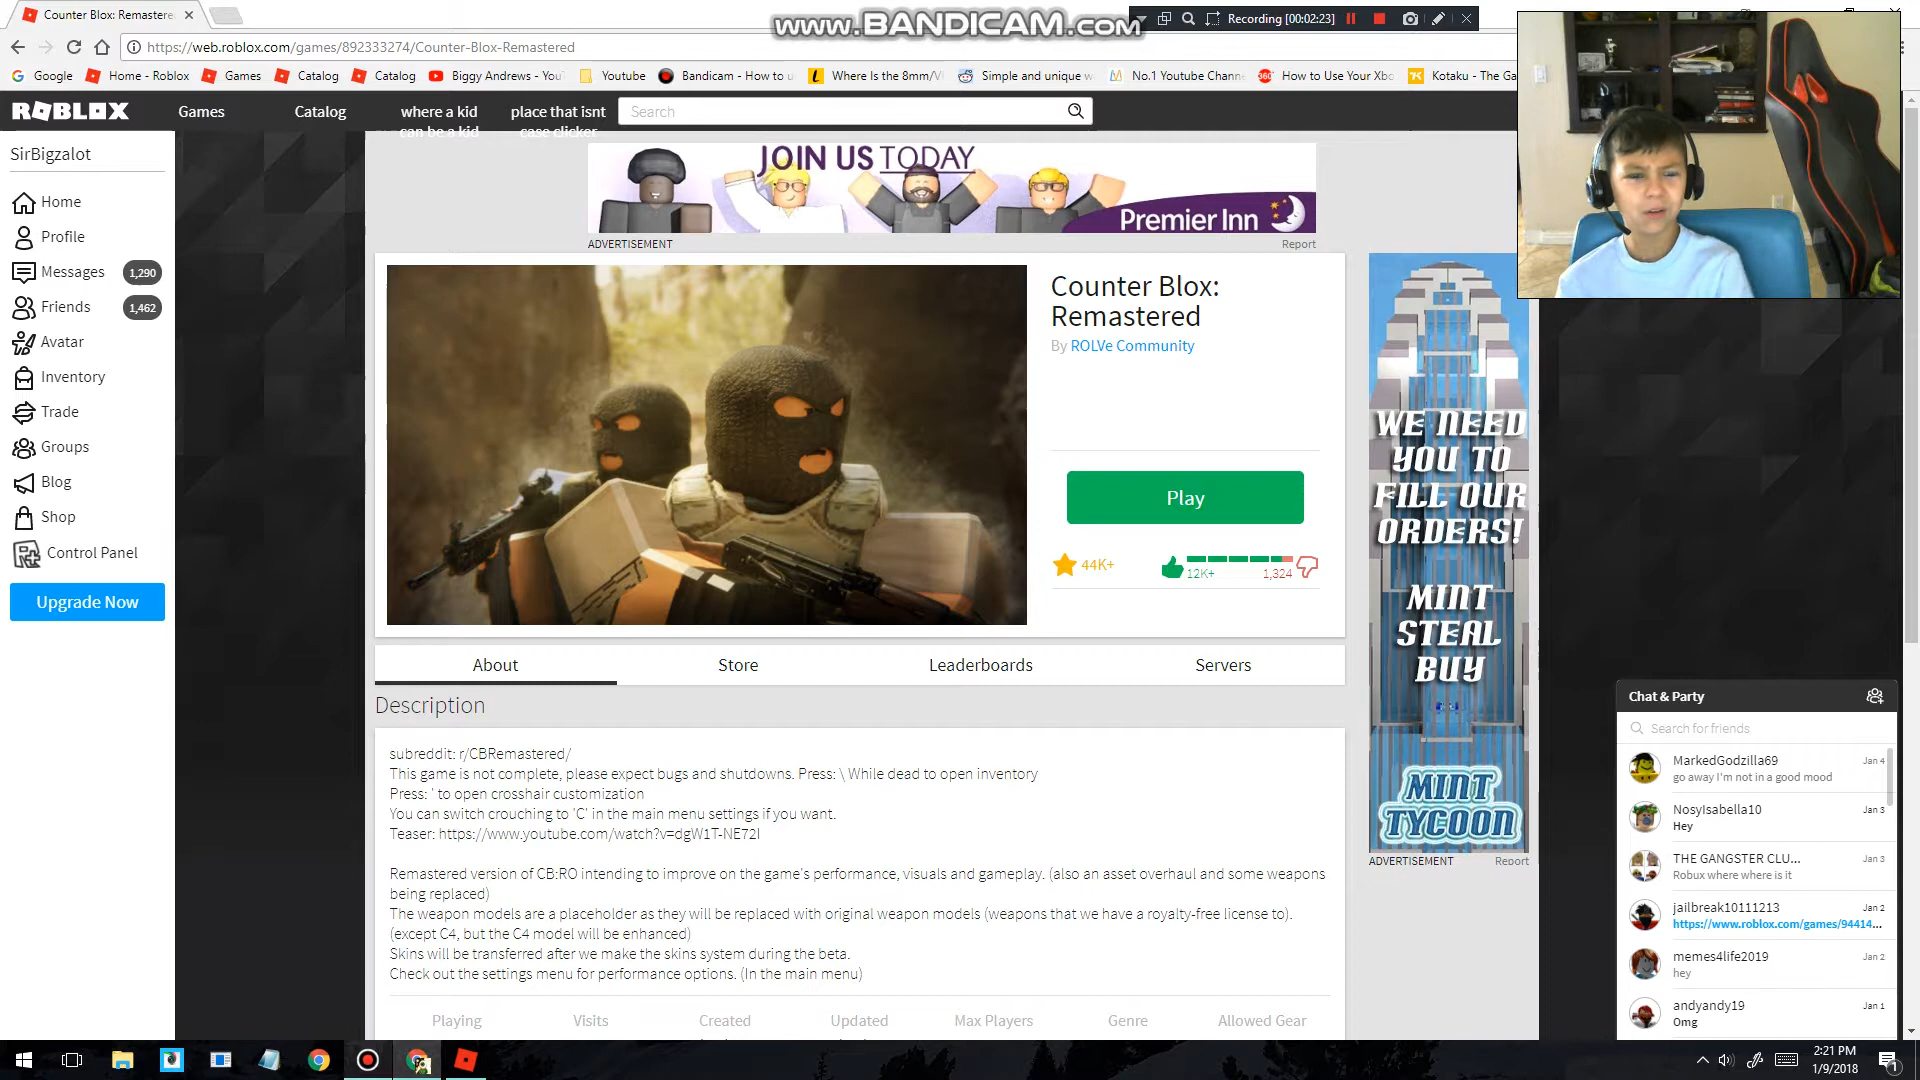 Counter Blox: Remastere
www.BANDICAM.com
Recording [00:02:23]
https://web.roblox.com/games/892333274/Counter-Blox-Remastered
Google
Home - Roblox
Games
Catalog
Catalog
Biggy Andrews - You
Youtube
Bandicam - How to u
Where Is the 8mm/V
Simple and unique w
No.1 Youtube Chann
How to Use Your Xbo
Kotaku - The Ga
ROBLOX
Games
Catalog
where a kid
can be a kid
place that isnt
case clicker
Search
SirBigzalot
Home
Profile
Messages
1,290
Friends
1,462
Avatar
Inventory
Trade
Groups
Blog
Shop
Control Panel
Upgrade Now
JOIN US TODAY
Premier Inn
ADVERTISEMENT
Report
Counter Blox:
Remastered
By ROLVe Community
Play
44K+
12K+
1,324
WE NEED
YOU TO
FILL OUR
ORDERS!
MINT
STEAL
BUY
MINT
TYCOON
ADVERTISEMENT
Report
About
Store
Leaderboards
Servers
Description
subreddit: r/CBRemastered/
This game is not complete, please expect bugs and shutdowns. Press: \ While dead to open inventory
Press: ' to open crosshair customization
You can switch crouching to 'C' in the main menu settings if you want.
Teaser: https://www.youtube.com/watch?v=dgW1T-NE72I
Remastered version of CB:RO intending to improve on the game's performance, visuals and gameplay. (also an asset overhaul and some weapons
being replaced)
The weapon models are a placeholder as they will be replaced with original weapon models (weapons that we have a royalty-free license to).
(except C4, but the C4 model will be enhanced)
Skins will be transferred after we make the skins system during the beta.
Check out the settings menu for performance options. (In the main menu)
Playing
Visits
Created
Updated
Max Players
Genre
Allowed Gear
Chat & Party
Search for friends
MarkedGodzilla69
Jan 4
go away I'm not in a good mood
NosyIsabella10
Jan 3
Hey
THE GANGSTER CLU...
Jan 3
Robux where where is it
jailbreak10111213
Jan 2
https://www.roblox.com/games/94414...
memes4life2019
Jan 2
hey
andyandy19
Jan 1
Omg
2:21 PM
1/9/2018
1